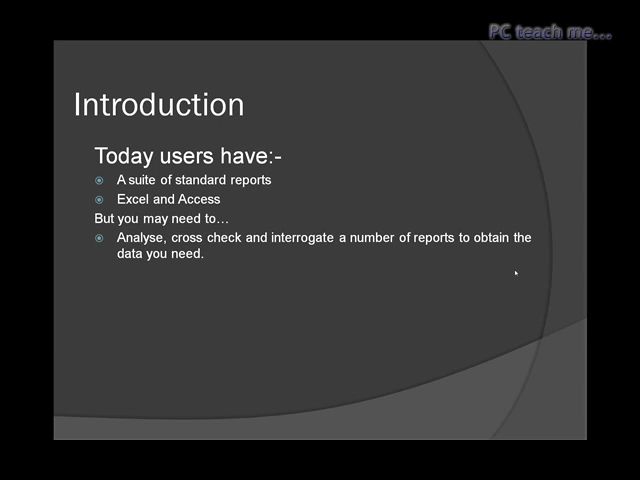 PC teach me...
Introduction
Today users have:-
A suite of standard reports
Excel and Access
But you may need to…
Analyse, cross check and interrogate a number of reports to obtain the
data you need.